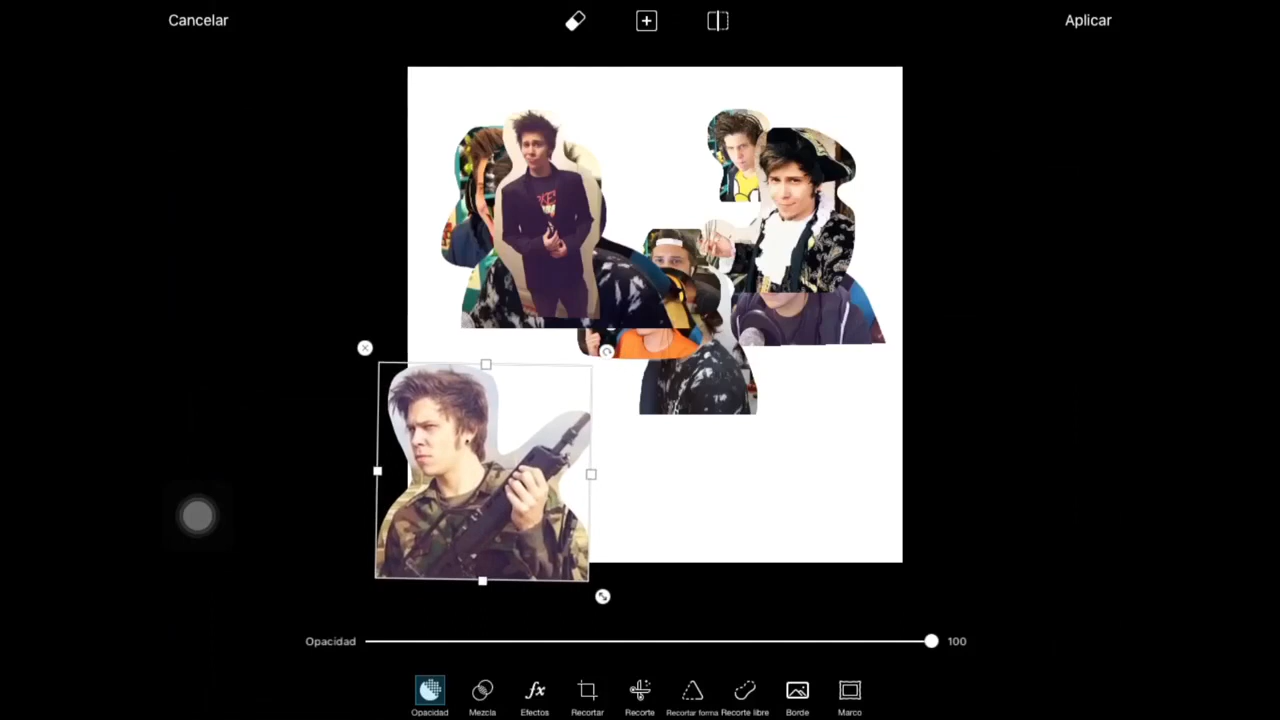 Cancelar
Aplicar
Opacidad
100
Opacidad
Mezcla
Efectos
Recortar
Recorte
Recortar forma
Recorte libre
Borde
Marco